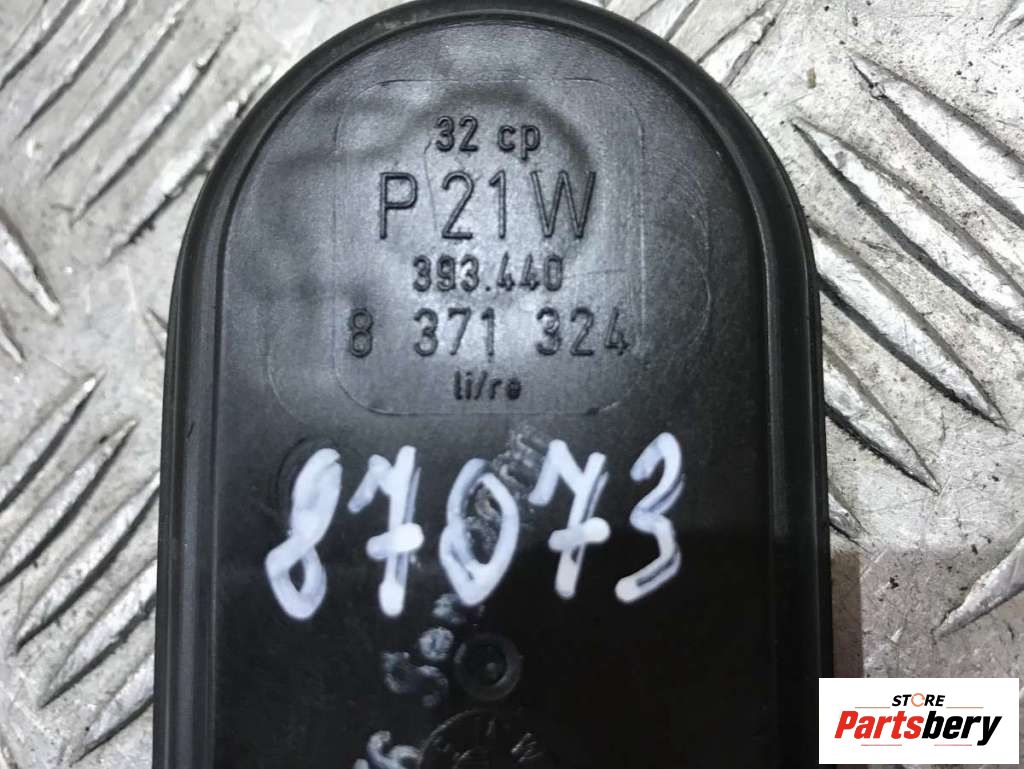 32 cp
P21W
393.440
8 371 324
li/re
87073
STORE
Partsbery